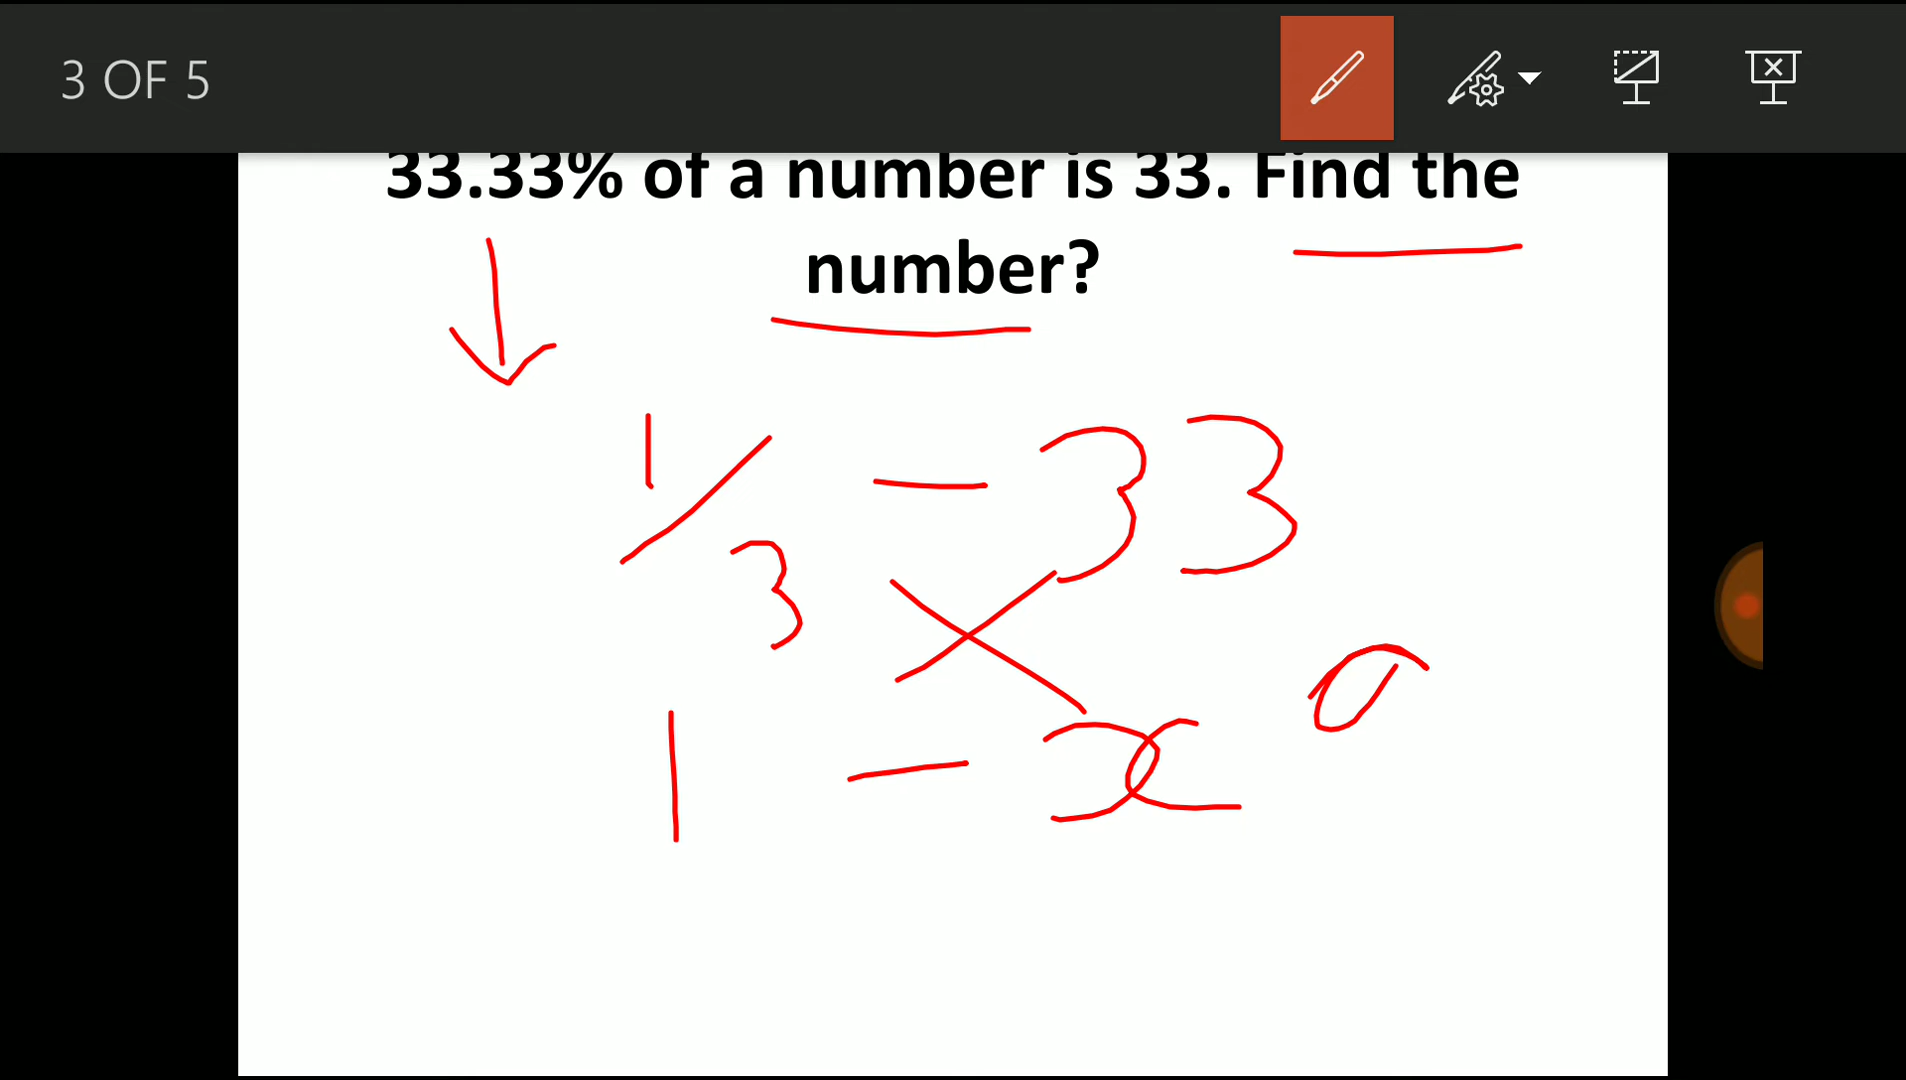 3 OF 5
33.33% of a number is 33. Find the
number?
1/3 — 33
1 — x